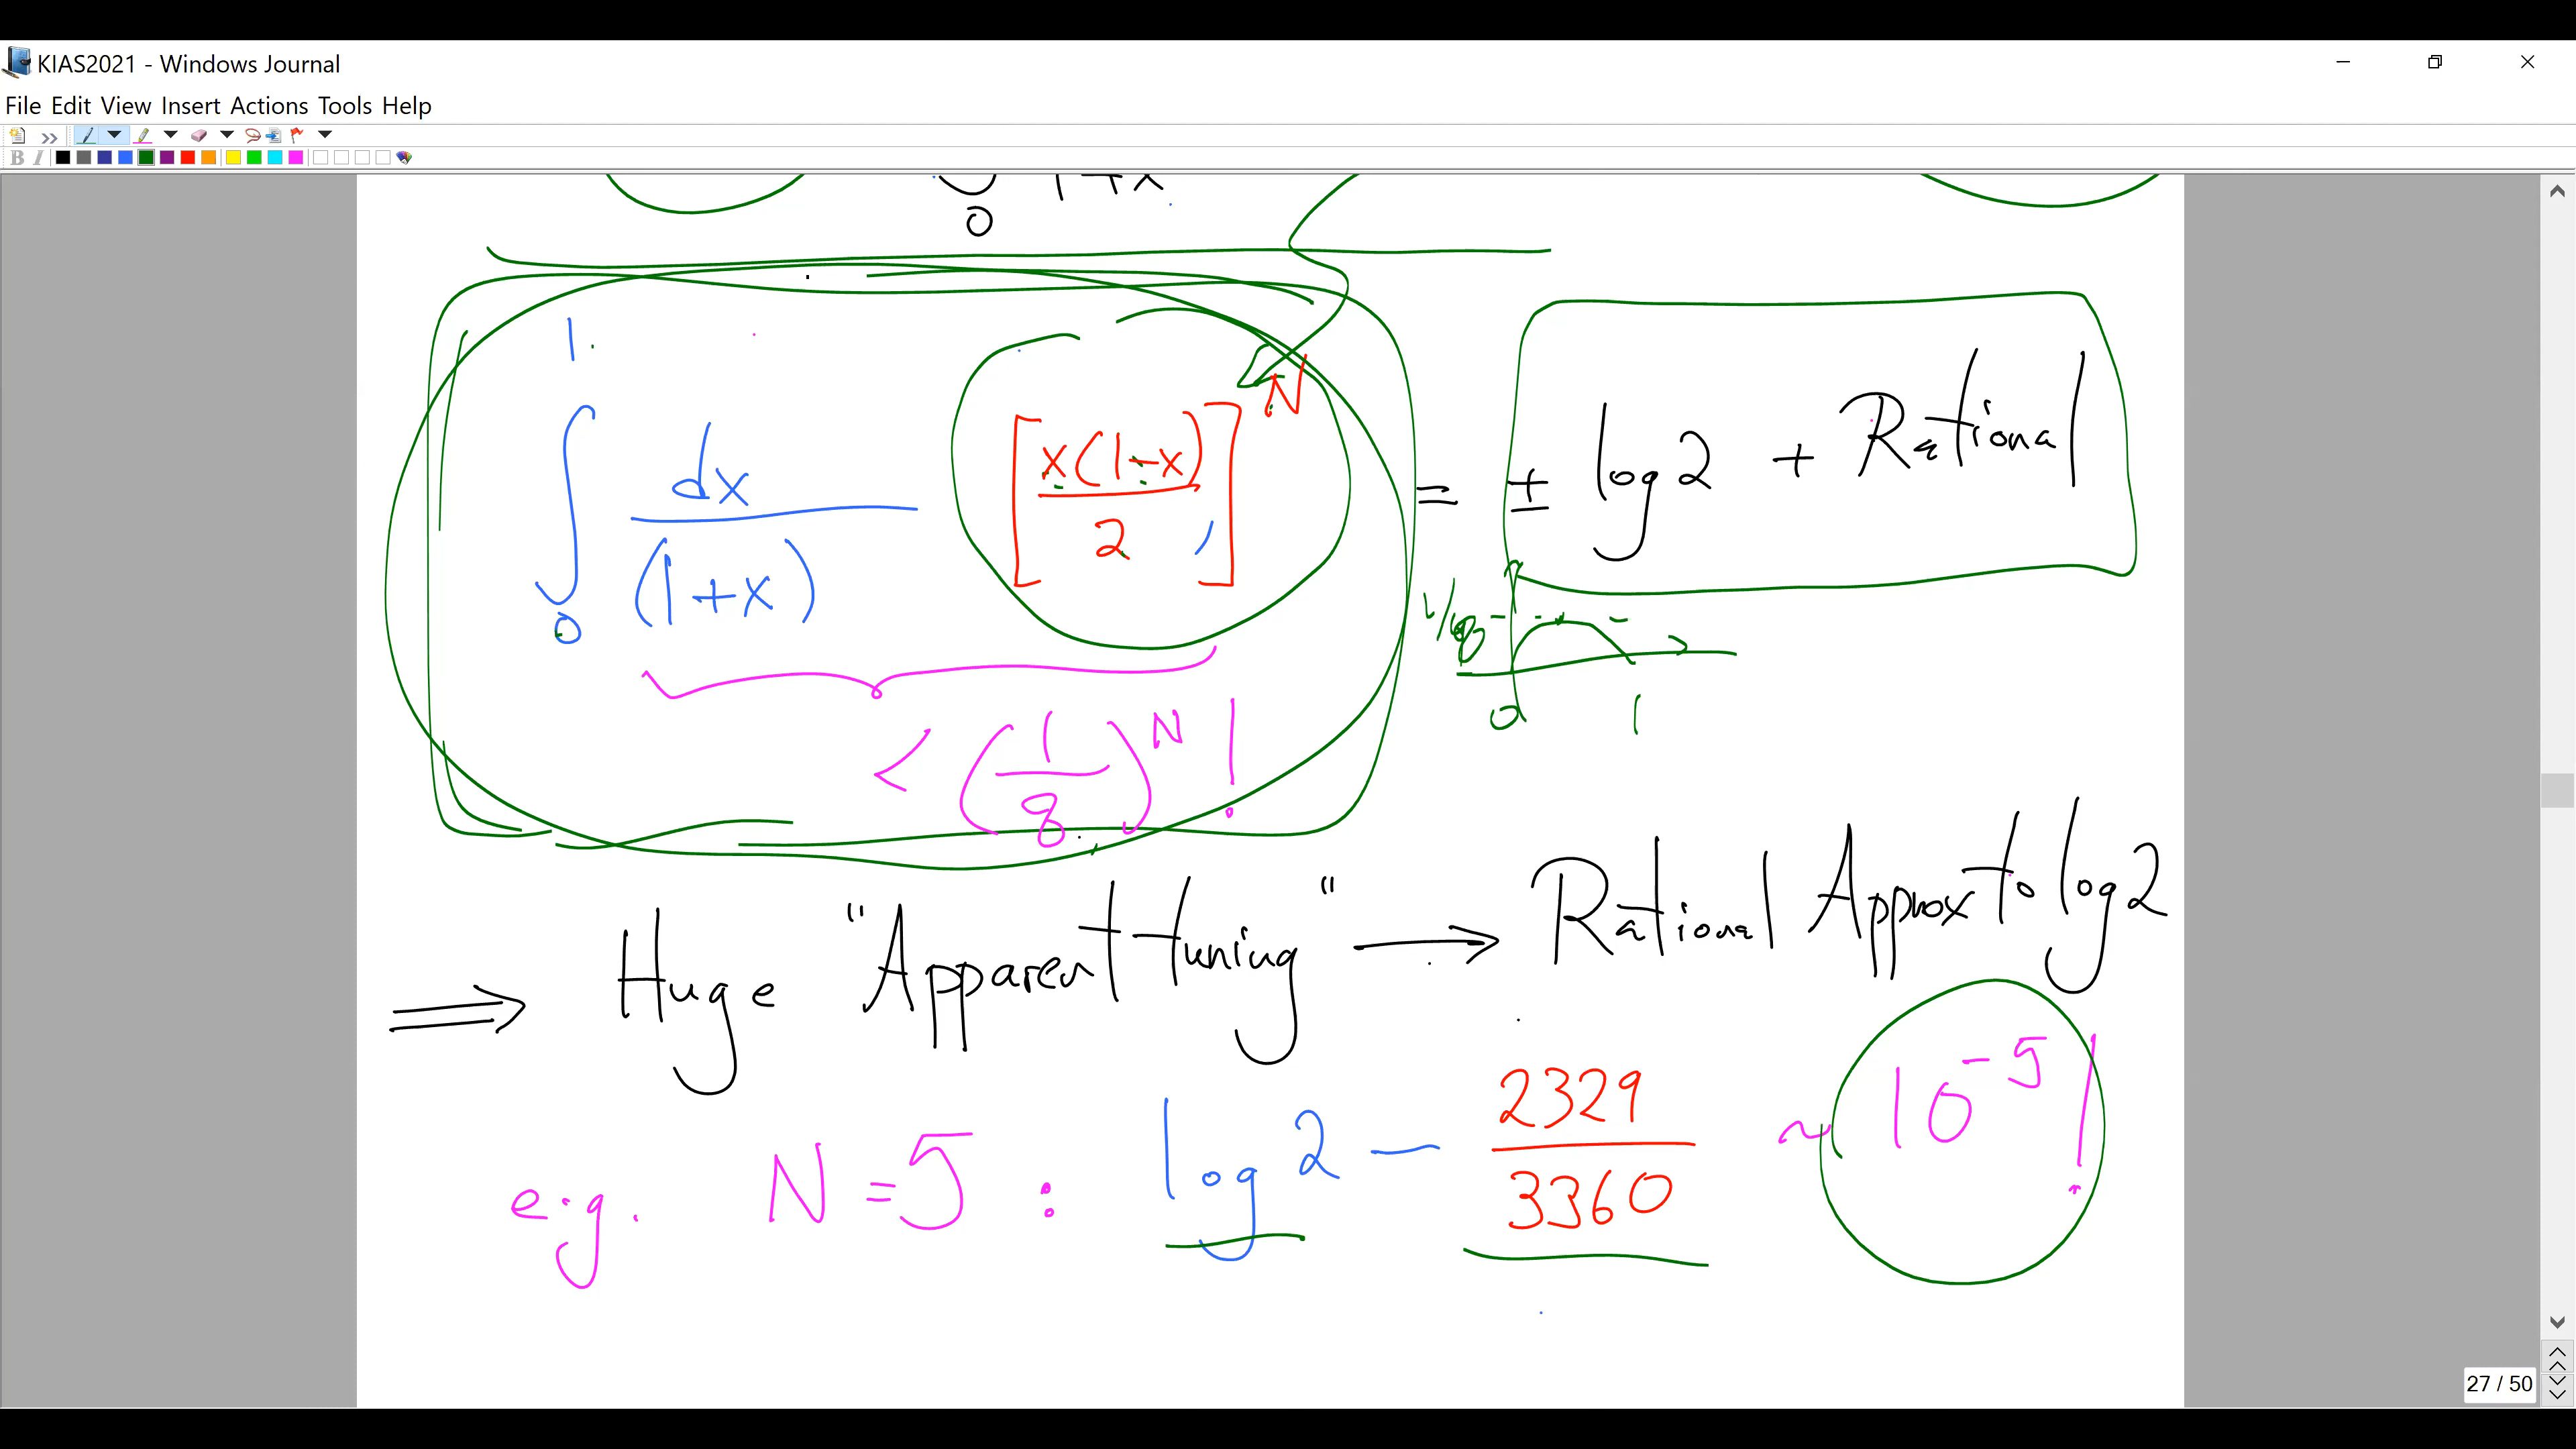 KIAS2021 - Windows Journal
File Edit View Insert Actions Tools Help
B I
0 1+x
∫₀¹ dx/(1+x) [x(1-x)/2]^N = ± log 2 + Rational
1/8
0 1
< (1/8)^N !
⇒ Huge "Apparent tuning" → Rational Approx to log 2
e.g. N = 5 : log 2 − 2329/3360 ~ 10^-5 !
27 / 50